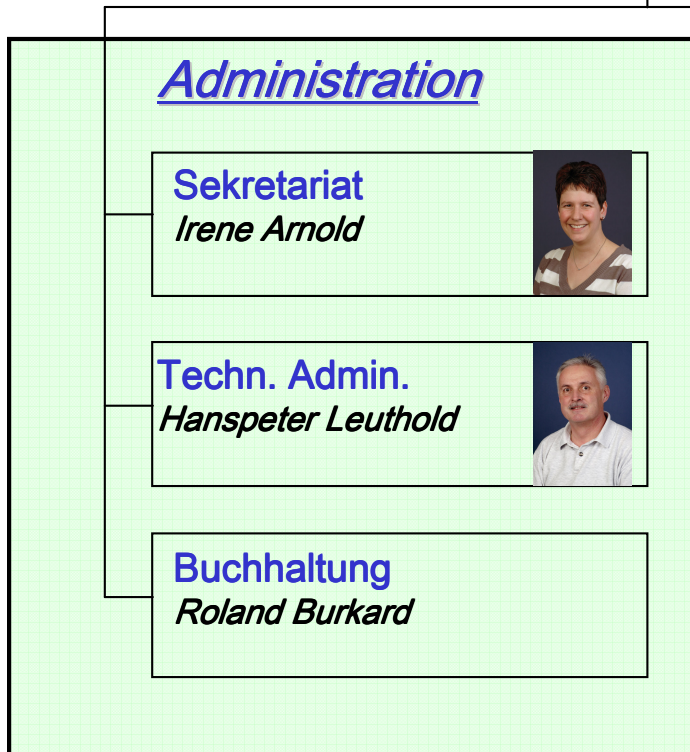 Administration
Sekretariat
Irene Arnold
Techn. Admin.
Hanspeter Leuthold
Buchhaltung
Roland Burkard